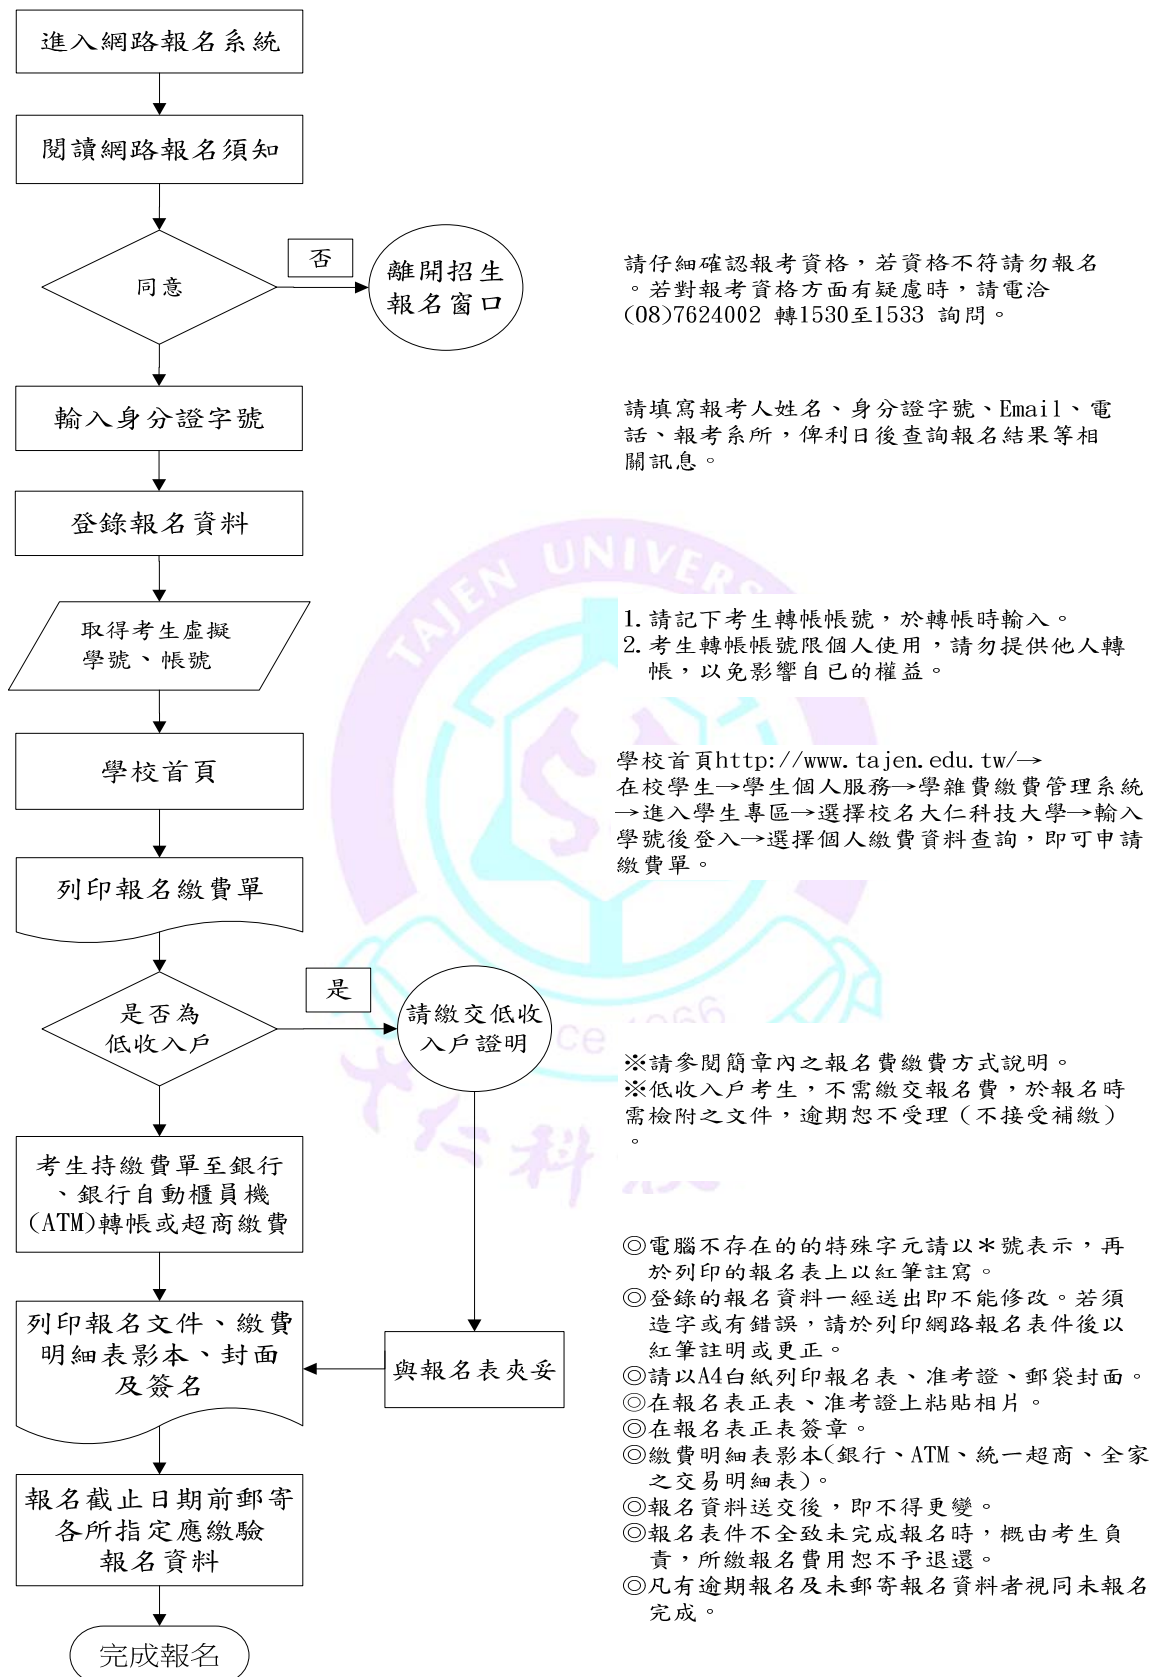 進入網路報名系統
閱讀網路報名須知
同意
否
離開招生
報名窗口
請仔細確認報考資格，若資格不符請勿報名
。若對報考資格方面有疑慮時，請電洽
(08)7624002 轉1530至1533 詢問。
輸入身分證字號
請填寫報考人姓名、身分證字號、Email、電
話、報考系所，俾利日後查詢報名結果等相
關訊息。
登錄報名資料
TAJEN UNIVERS
取得考生虛擬
學號、帳號
1.請記下考生轉帳帳號，於轉帳時輸入。
2.考生轉帳帳號限個人使用，請勿提供他人轉
帳，以免影響自已的權益。
學校首頁
學校首頁http://www.tajen.edu.tw/→
在校學生→學生個人服務→學雜費繳費管理系統
→進入學生專區→選擇校名大仁科技大學→輸入
學號後登入→選擇個人繳費資料查詢，即可申請
繳費單。
列印報名繳費單
是否為
低收入戶
是
請繳交低收
入戶證明
※請參閱簡章內之報名費繳費方式說明。
※低收入戶考生，不需繳交報名費，於報名時
需檢附之文件，逾期恕不受理（不接受補繳）
。
大仁科
考生持繳費單至銀行
、銀行自動櫃員機
(ATM)轉帳或超商繳費
列印報名文件、繳費
明細表影本、封面
及簽名
與報名表夾妥
◎電腦不存在的的特殊字元請以＊號表示，再
於列印的報名表上以紅筆註寫。
◎登錄的報名資料一經送出即不能修改。若須
造字或有錯誤，請於列印網路報名表件後以
紅筆註明或更正。
◎請以A4白紙列印報名表、准考證、郵袋封面。
◎在報名表正表、准考證上粘貼相片。
◎在報名表正表簽章。
◎繳費明細表影本(銀行、ATM、統一超商、全家
之交易明細表)。
◎報名資料送交後，即不得更變。
◎報名表件不全致未完成報名時，概由考生負
責，所繳報名費用恕不予退還。
◎凡有逾期報名及未郵寄報名資料者視同未報名
完成。
報名截止日期前郵寄
各所指定應繳驗
報名資料
完成報名